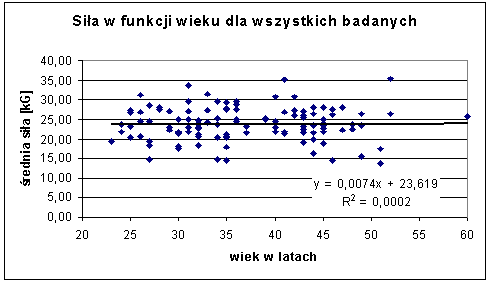 Siła w funkcji wieku dla wszystkich badanych
średnia siła [kG]
40,00
35,00
30,00
25,00
20,00
15,00
10,00
5,00
0,00
y = 0,0074x + 23,619
R² = 0,0002
20 25 30 35 40 45 50 55 60
wiek w latach